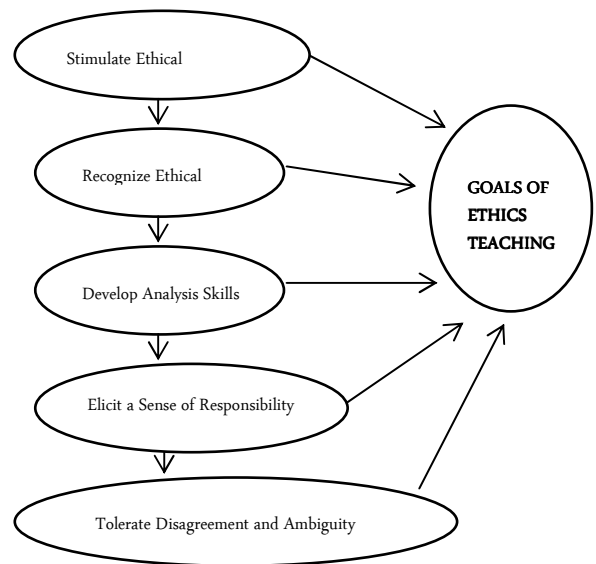 Stimulate Ethical
Recognize Ethical
Develop Analysis Skills
Elicit a Sense of Responsibility
Tolerate Disagreement and Ambiguity
GOALS OF
ETHICS
TEACHING